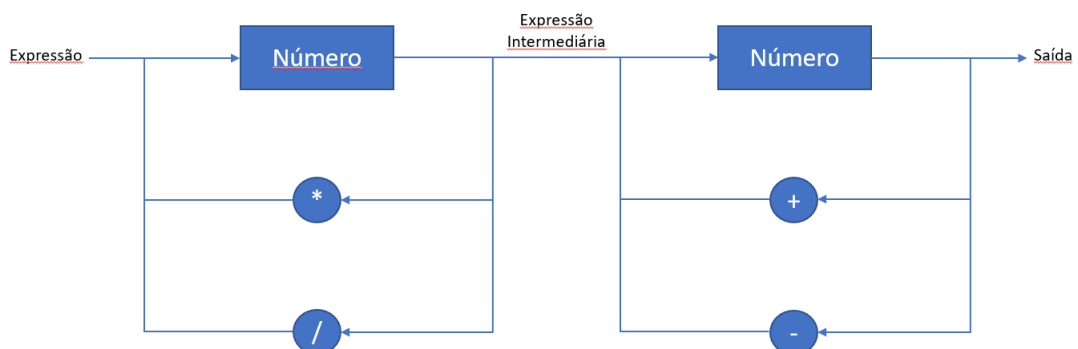 Expressão
Número
Expressão
Intermediária
Número
Saída
*
+
/
-